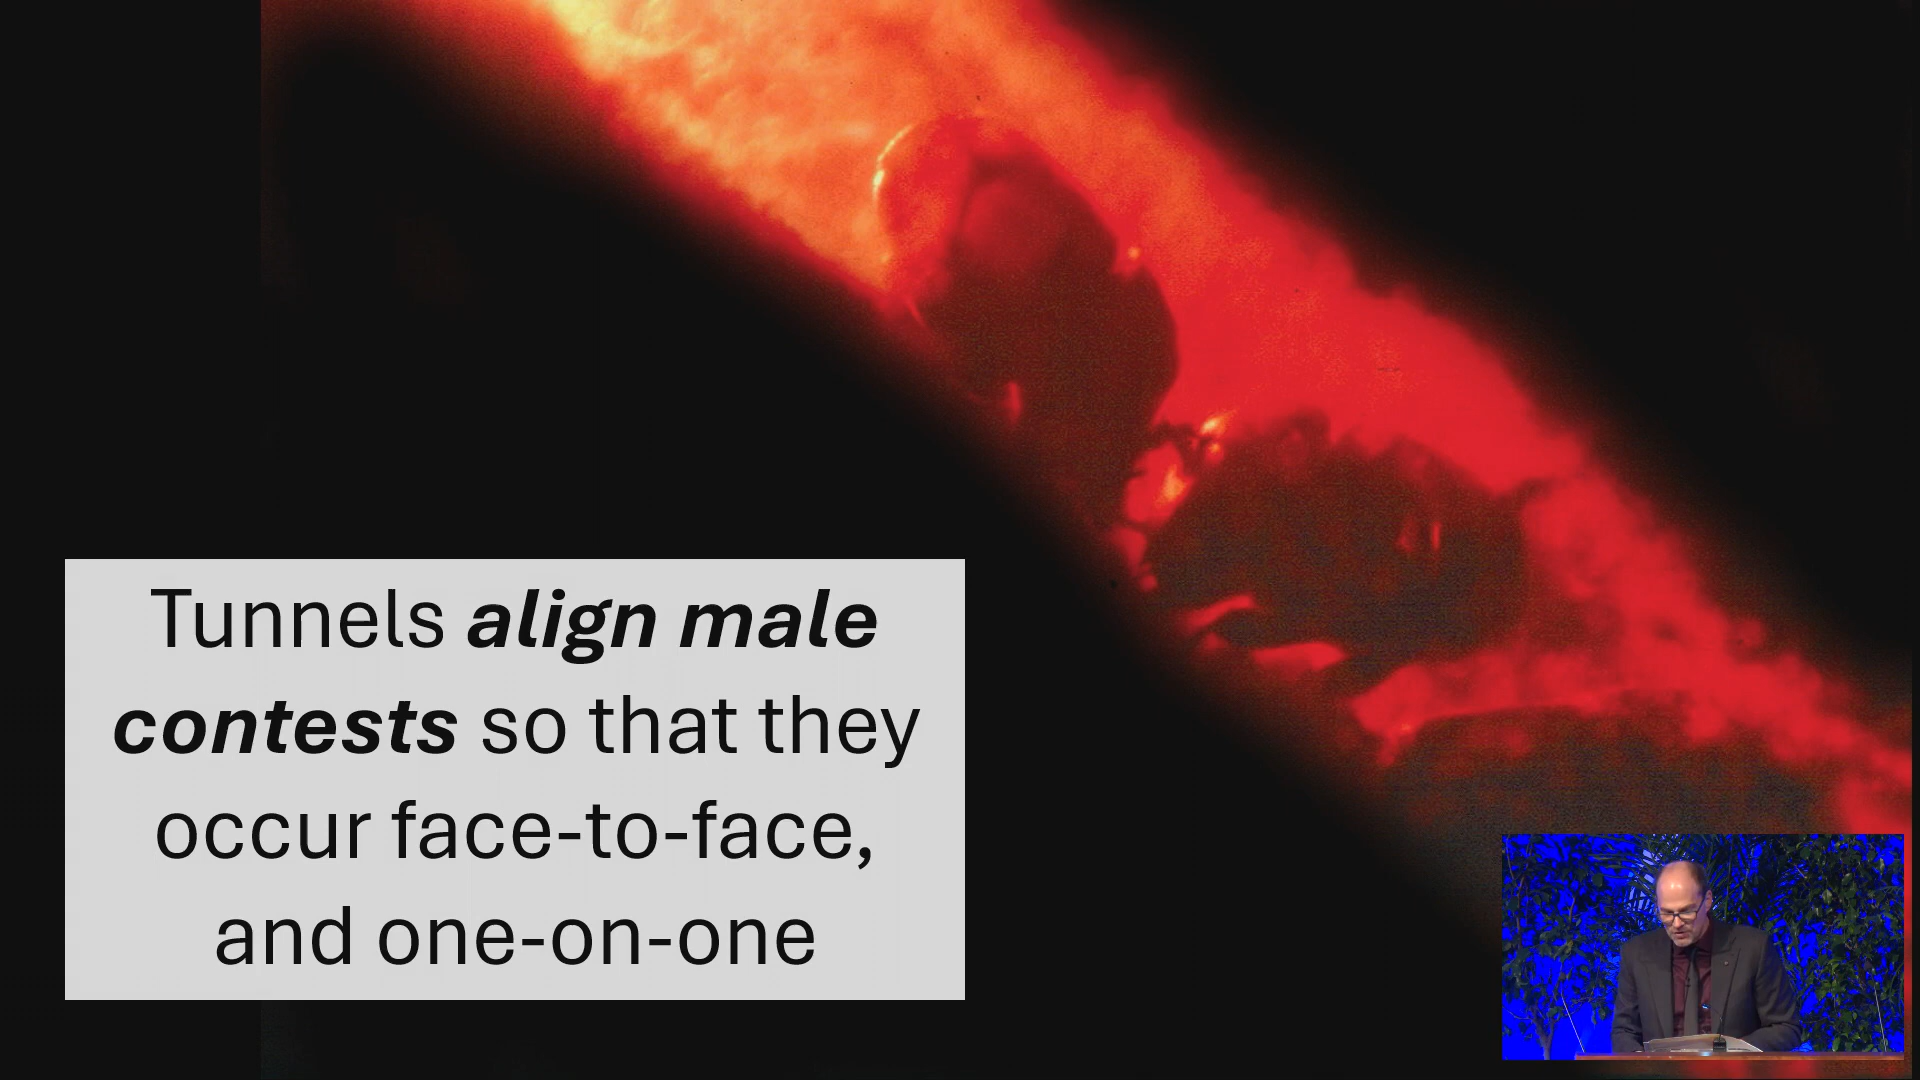 Tunnels align male
contests so that they
occur face-to-face,
and one-on-one